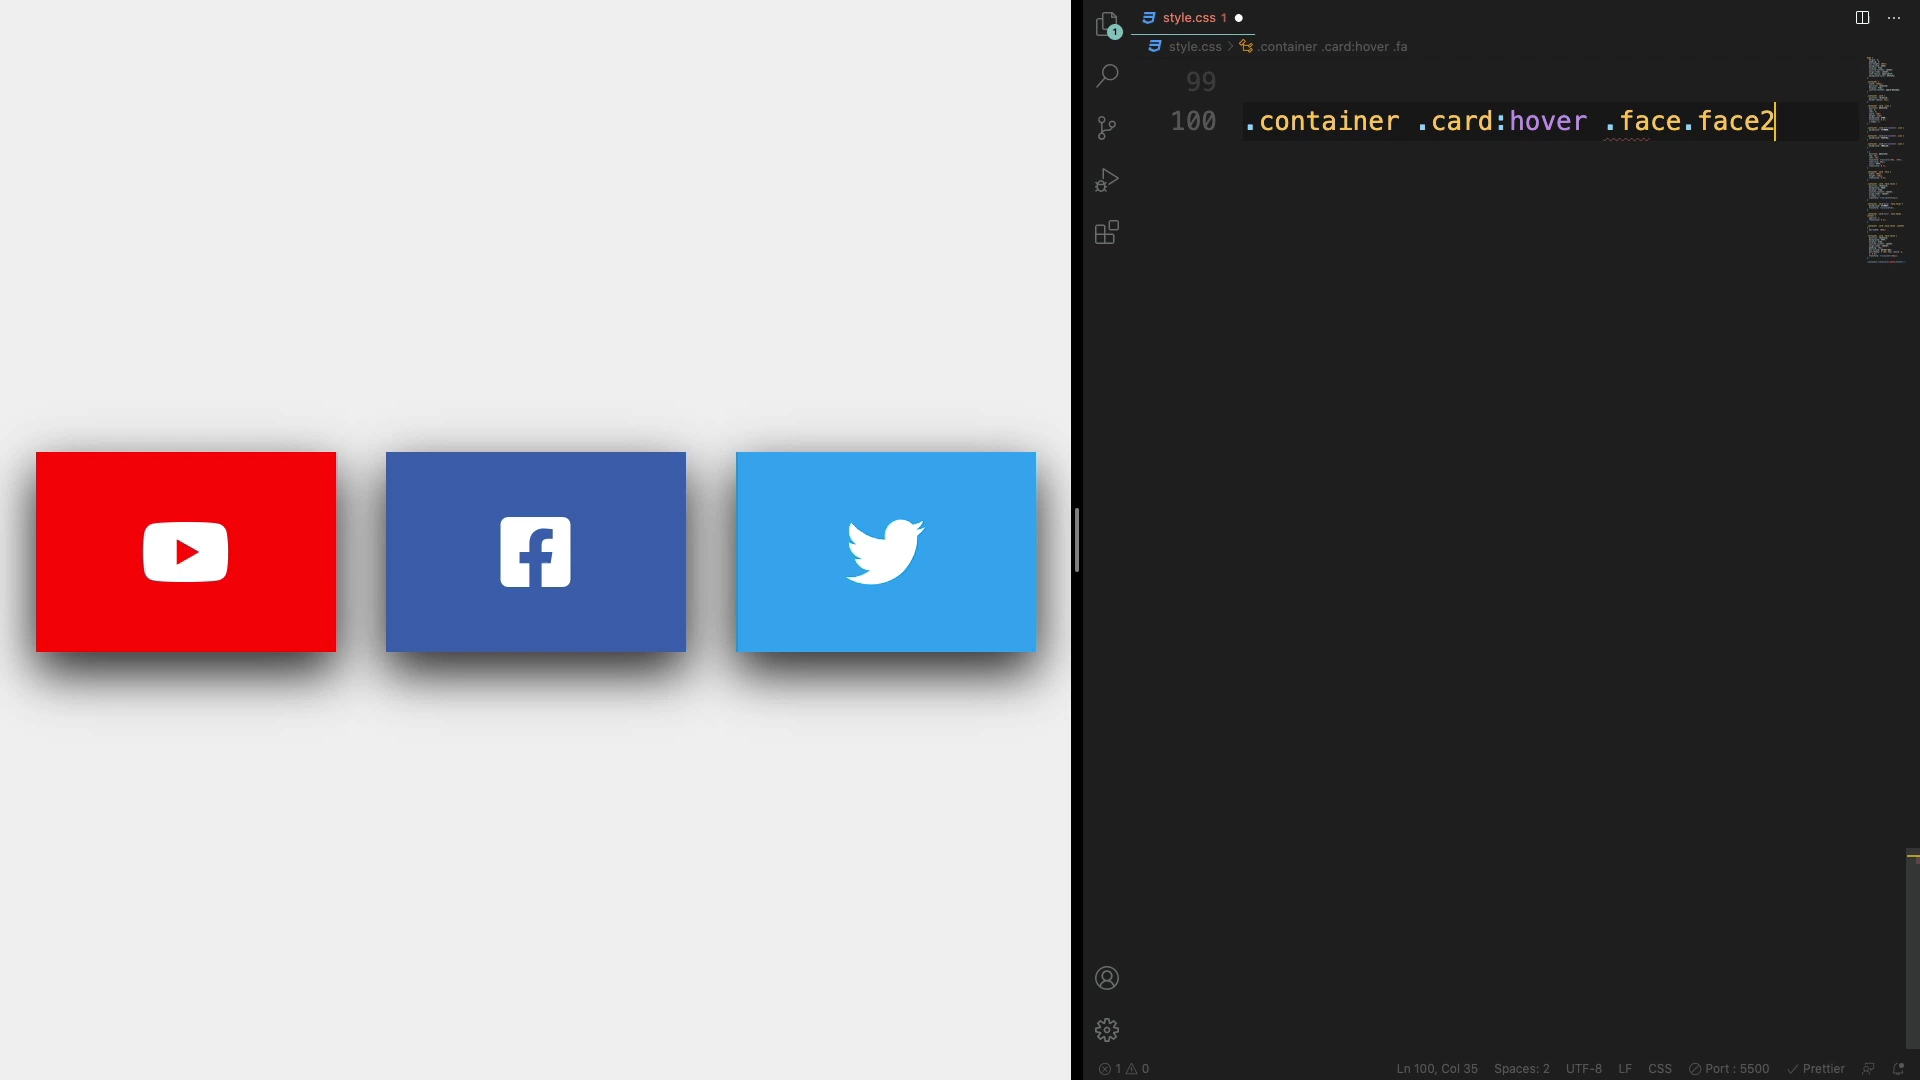 style.css 1
style.css > .container .card:hover .fa
1
99
100 .container .card:hover .face.face2
1 0 Ln 100, Col 35 Spaces: 2 UTF-8 LF CSS Port : 5500 Prettier